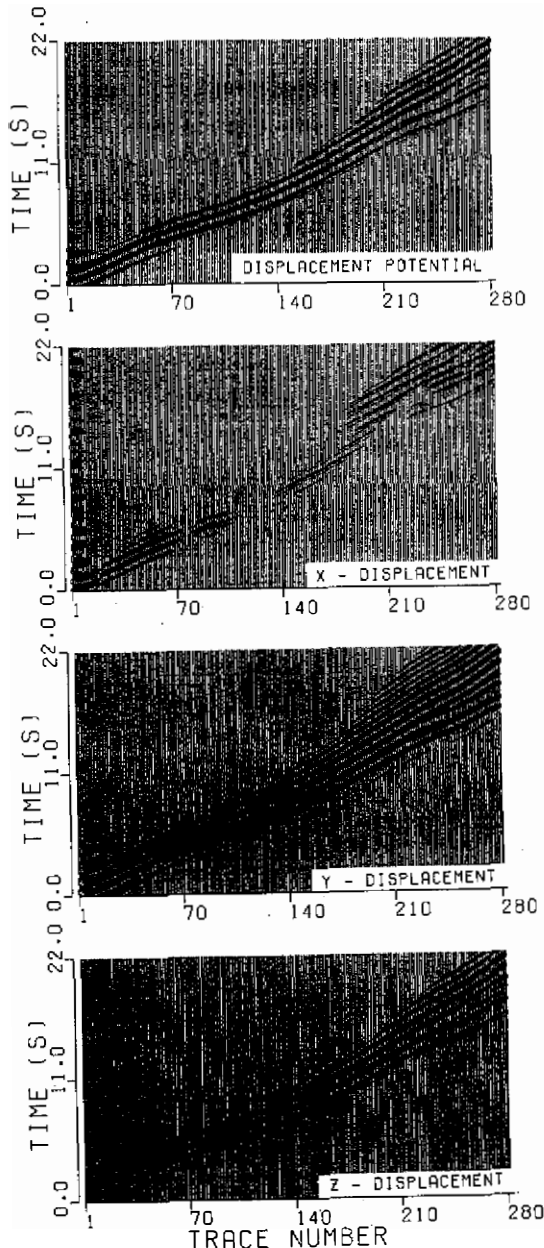 22.0
TIME (S)
11.0
0.0
DISPLACEMENT POTENTIAL
1 70 140 210 280
22.0
TIME (S)
11.0
0.0
X - DISPLACEMENT
1 70 140 210 280
22.0
TIME (S)
11.0
0.0
Y - DISPLACEMENT
1 70 140 210 280
22.0
TIME (S)
11.0
0.0
Z - DISPLACEMENT
1 70 140 210 280
TRACE NUMBER